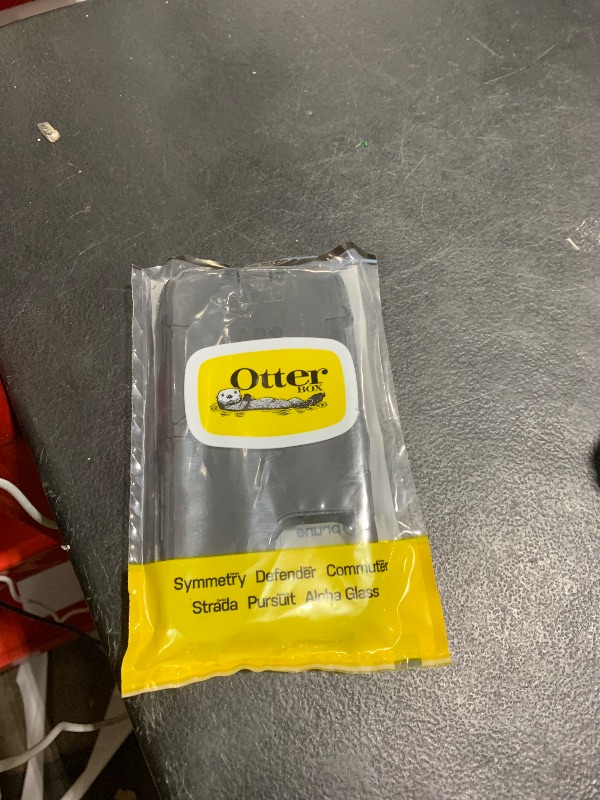 Otter
BOX
Symmetry Defender Commuter
Strada Pursuit Alpha Glass